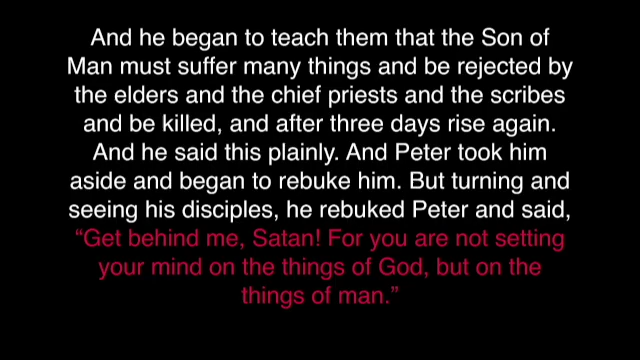 And he began to teach them that the Son of
Man must suffer many things and be rejected by
the elders and the chief priests and the scribes
and be killed, and after three days rise again.
And he said this plainly. And Peter took him
aside and began to rebuke him. But turning and
seeing his disciples, he rebuked Peter and said,
“Get behind me, Satan! For you are not setting
your mind on the things of God, but on the
things of man.”